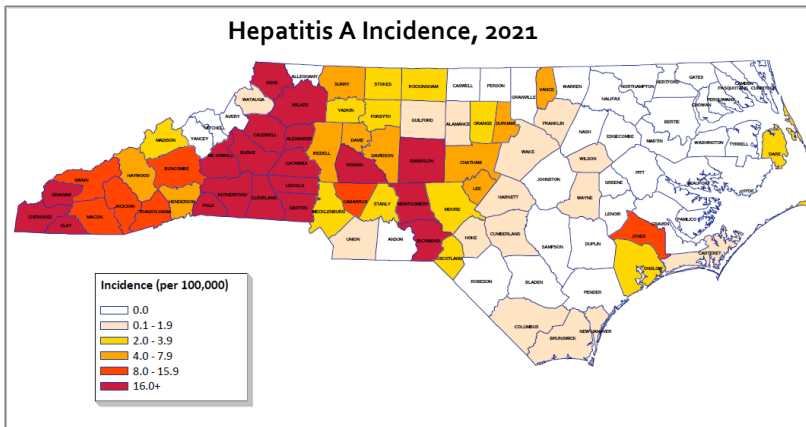 Hepatitis A Incidence, 2021
ASHE
ALLEGHANY
SURRY
STOKES
ROCKINGHAM
CASWELL
PERSON
GRANVILLE
VANCE
WARREN
NORTHAMPTON
HERTFORD
GATES
CAMDEN
PASQUOTANK
CURRITUCK
PERQUIMANS
CHOWAN
HALIFAX
BERTIE
WATAUGA
WILKES
YADKIN
FORSYTH
GUILFORD
ALAMANCE
ORANGE
DURHAM
FRANKLIN
NASH
EDGECOMBE
MARTIN
WASHINGTON
TYRRELL
DARE
AVERY
MITCHELL
YANCEY
CALDWELL
ALEXANDER
IREDELL
DAVIE
DAVIDSON
RANDOLPH
CHATHAM
WAKE
WILSON
MADISON
MCDOWELL
BURKE
CATAWBA
ROWAN
JOHNSTON
PITT
BEAUFORT
HYDE
SWAIN
HAYWOOD
BUNCOMBE
GRAHAM
RUTHERFORD
LINCOLN
CLEVELAND
GASTON
CABARRUS
STANLY
MONTGOMERY
MOORE
LEE
HARNETT
WAYNE
GREENE
LENOIR
CRAVEN
PAMLICO
CHEROKEE
CLAY
MACON
JACKSON
TRANSYLVANIA
HENDERSON
POLK
MECKLENBURG
UNION
ANSON
RICHMOND
HOKE
CUMBERLAND
SAMPSON
DUPLIN
JONES
CARTERET
SCOTLAND
ONSLOW
ROBESON
BLADEN
PENDER
COLUMBUS
BRUNSWICK
NEW HANOVER
Incidence (per 100,000)
0.0
0.1 - 1.9
2.0 - 3.9
4.0 - 7.9
8.0 - 15.9
16.0+